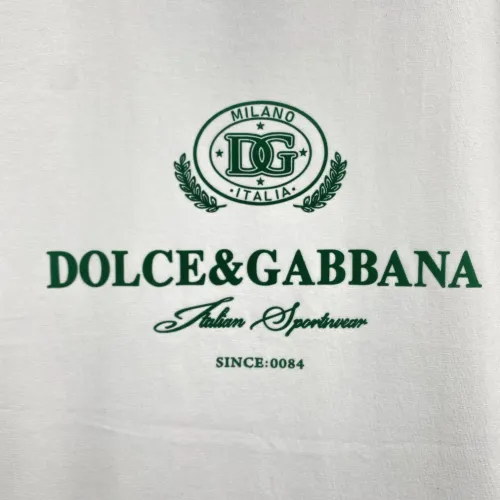 MILANO
DG
·ITALIA·
DOLCE&GABBANA
Italian Sportswear
SINCE:0084